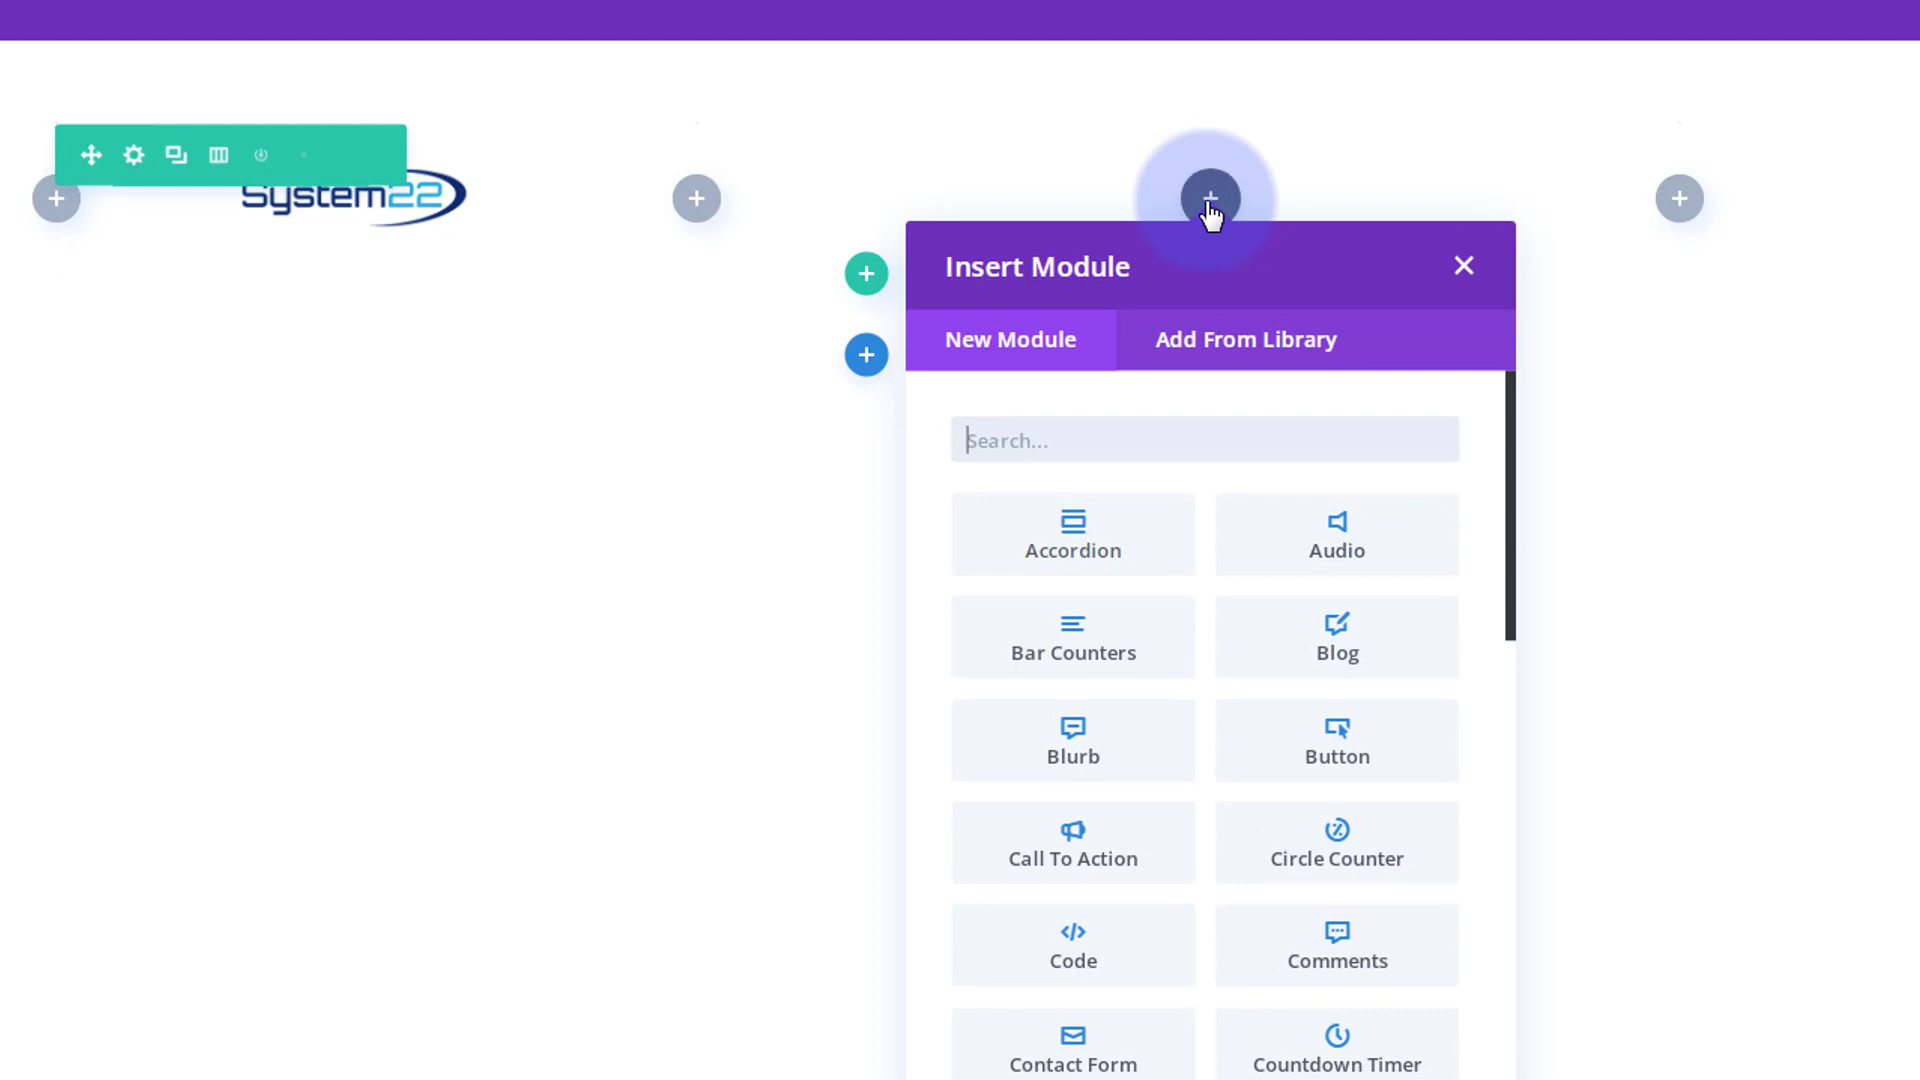 System22
Insert Module
New Module
Add From Library
Search...
Accordion
Audio
Bar Counters
Blog
Blurb
Button
Call To Action
Circle Counter
Code
Comments
Contact Form
Countdown Timer